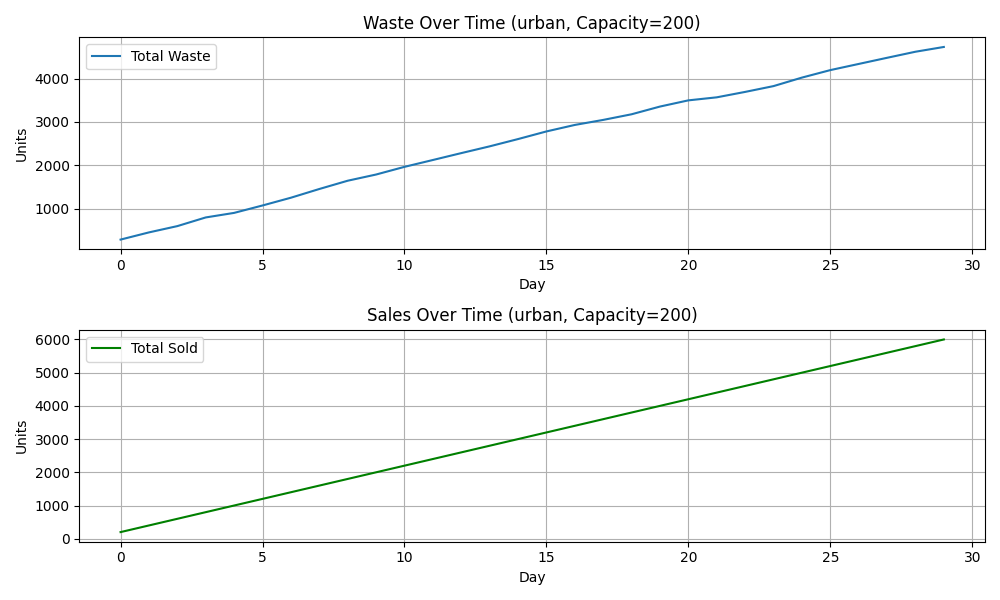 Waste Over Time (urban, Capacity=200)
Total Waste
4000
3000
2000
1000
Units
0 5 10 15 20 25 30
Day
Sales Over Time (urban, Capacity=200)
Total Sold
6000
5000
4000
3000
2000
1000
0
Units
0 5 10 15 20 25 30
Day